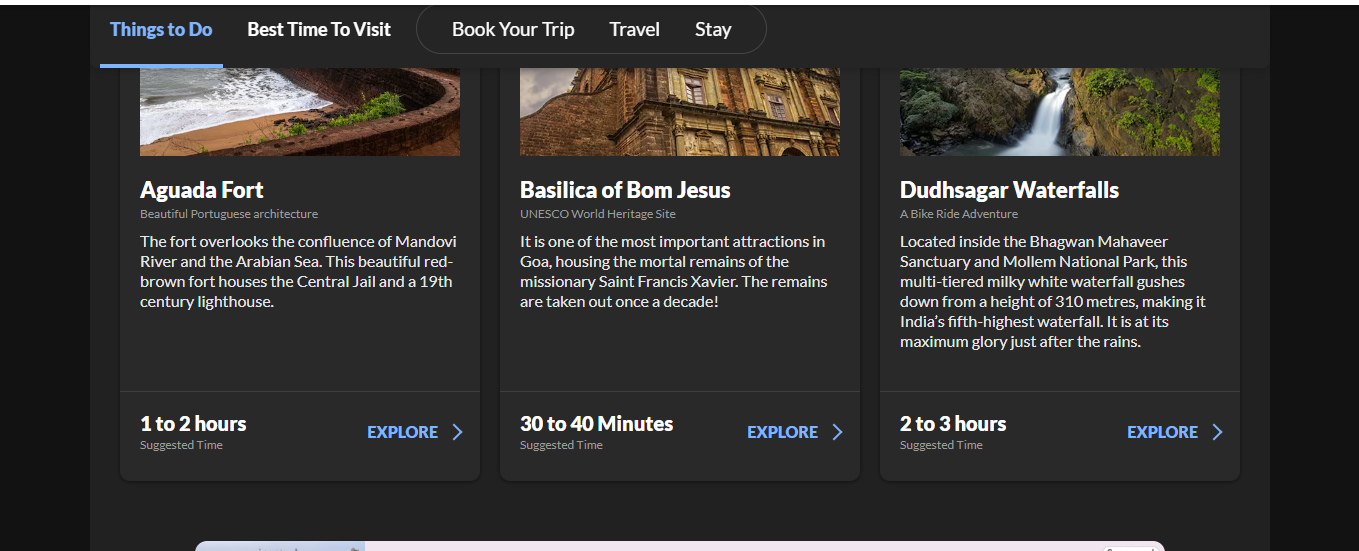 Things to Do
Best Time To Visit
Book Your Trip
Travel
Stay
Aguada Fort
Beautiful Portuguese architecture
The fort overlooks the confluence of Mandovi
River and the Arabian Sea. This beautiful red-
brown fort houses the Central Jail and a 19th
century lighthouse.
1 to 2 hours
Suggested Time
EXPLORE
Basilica of Bom Jesus
UNESCO World Heritage Site
It is one of the most important attractions in
Goa, housing the mortal remains of the
missionary Saint Francis Xavier. The remains
are taken out once a decade!
30 to 40 Minutes
Suggested Time
EXPLORE
Dudhsagar Waterfalls
A Bike Ride Adventure
Located inside the Bhagwan Mahaveer
Sanctuary and Mollem National Park, this
multi-tiered milky white waterfall gushes
down from a height of 310 metres, making it
India’s fifth-highest waterfall. It is at its
maximum glory just after the rains.
2 to 3 hours
Suggested Time
EXPLORE